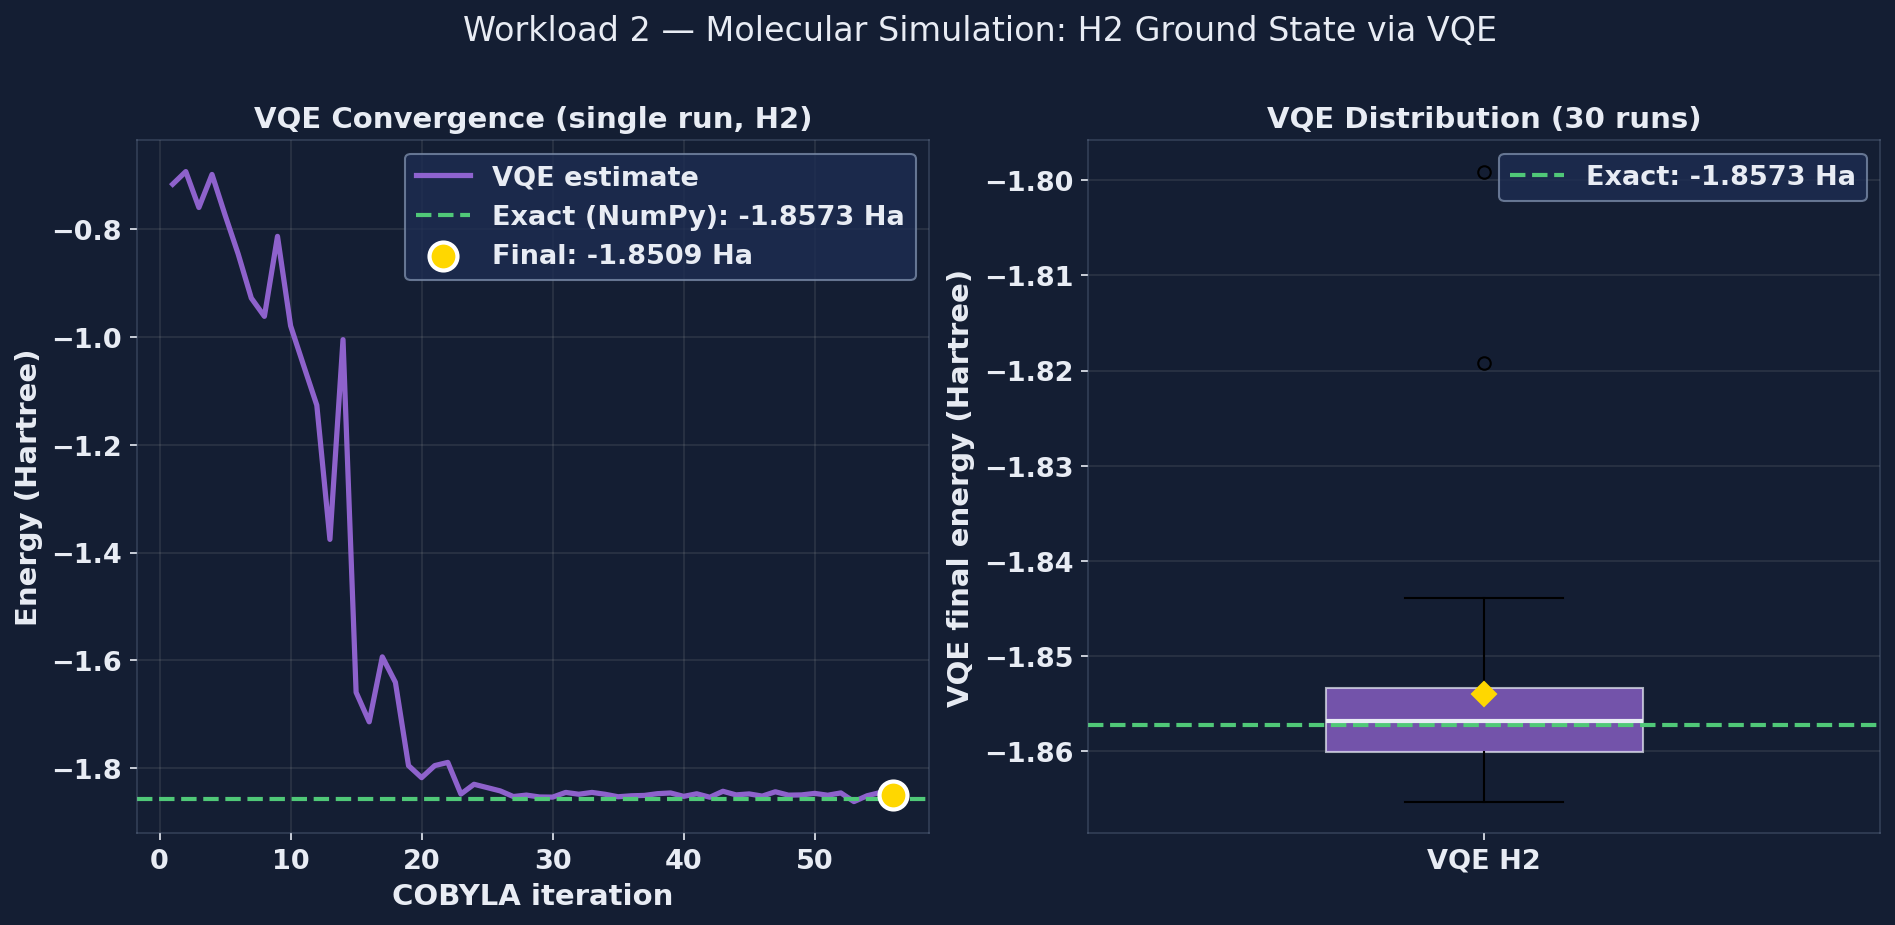 Workload 2 — Molecular Simulation: H2 Ground State via VQE
VQE Convergence (single run, H2)
VQE estimate
Exact (NumPy): -1.8573 Ha
Final: -1.8509 Ha
Energy (Hartree)
−0.8
−1.0
−1.2
−1.4
−1.6
−1.8
0 10 20 30 40 50
COBYLA iteration
VQE Distribution (30 runs)
Exact: -1.8573 Ha
VQE final energy (Hartree)
−1.80
−1.81
−1.82
−1.83
−1.84
−1.85
−1.86
VQE H2